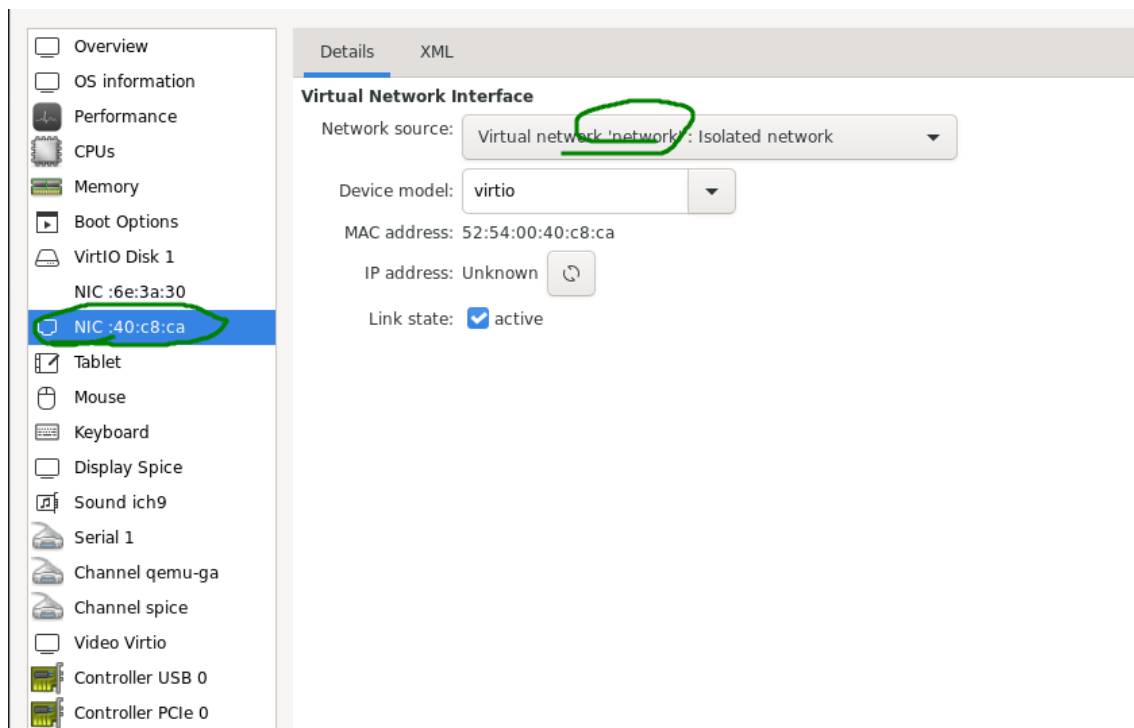 Overview
OS information
Performance
CPUs
Memory
Boot Options
VirtIO Disk 1
NIC :6e:3a:30
NIC :40:c8:ca
Tablet
Mouse
Keyboard
Display Spice
Sound ich9
Serial 1
Channel qemu-ga
Channel spice
Video Virtio
Controller USB 0
Controller PCIe 0
Details XML
Virtual Network Interface
Network source: Virtual network 'network' : Isolated network
Device model: virtio
MAC address: 52:54:00:40:c8:ca
IP address: Unknown
Link state: active